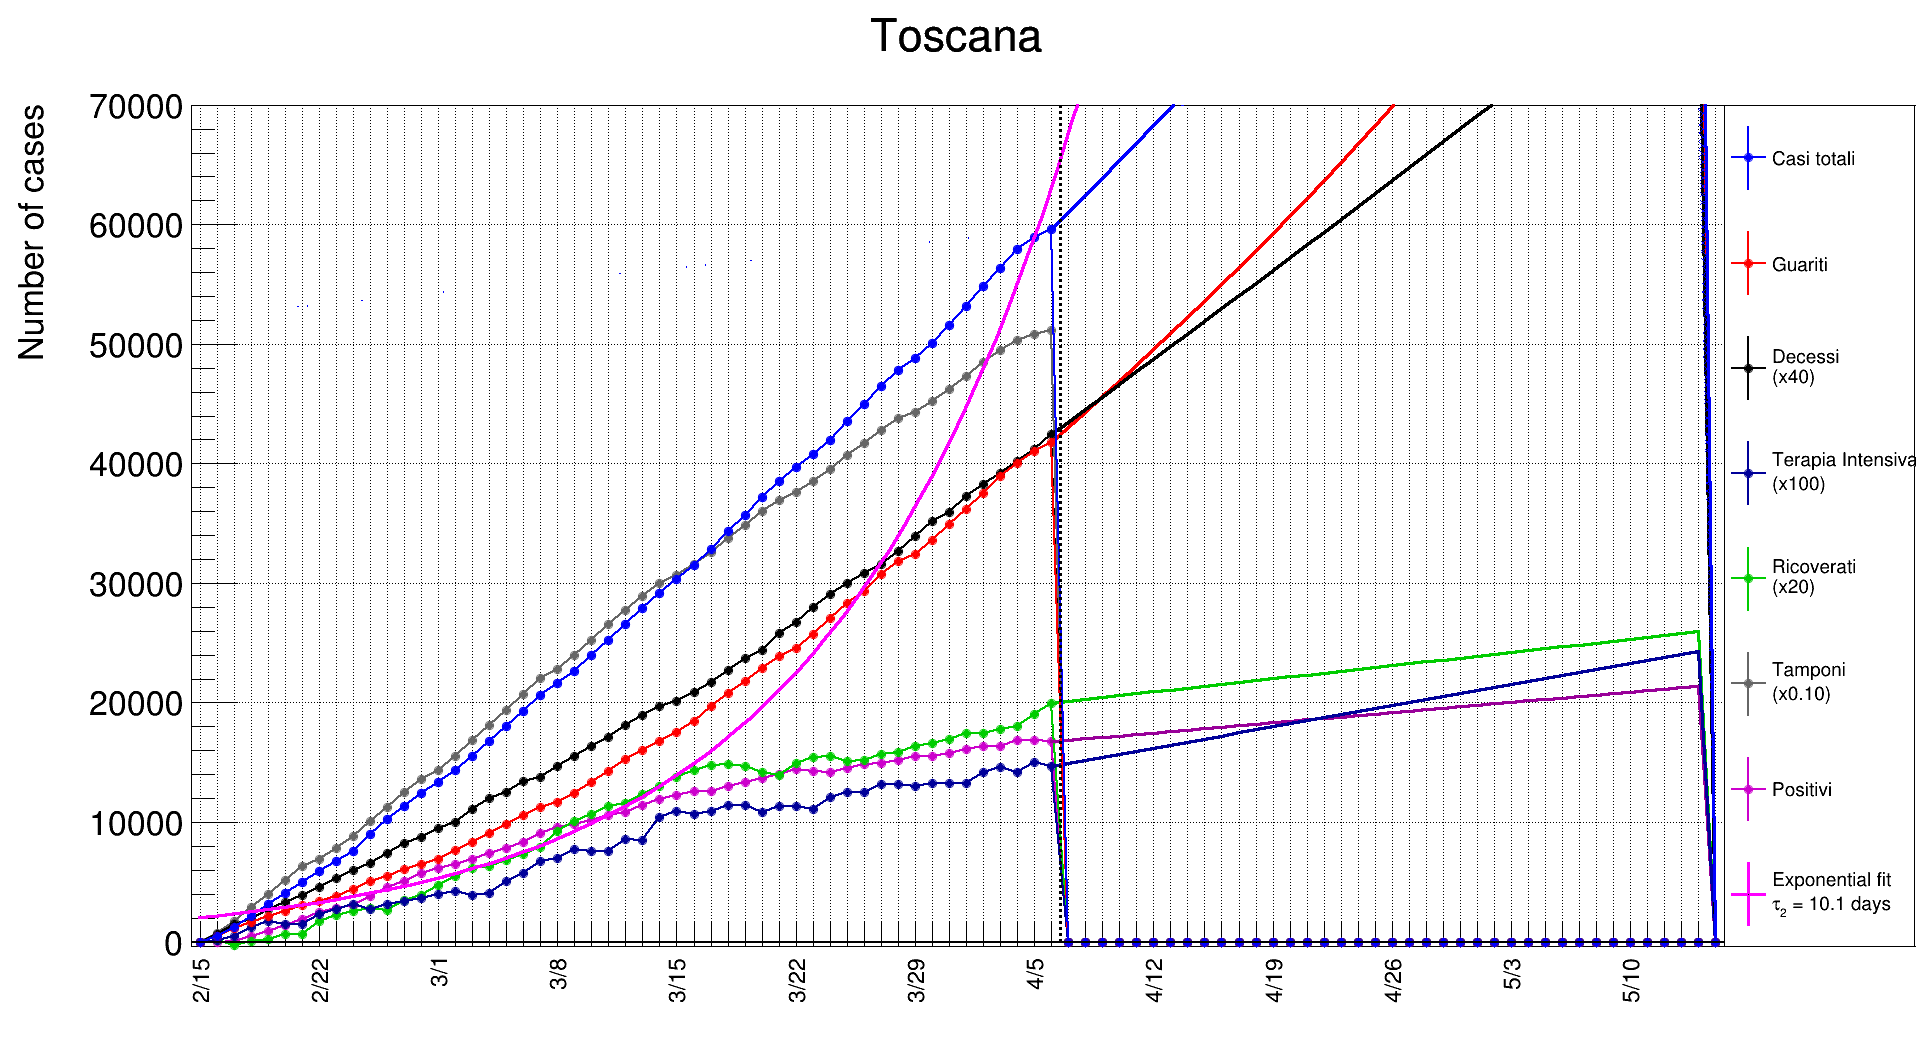 Toscana
Number of cases
70000
60000
50000
40000
30000
20000
10000
0
2/15
2/22
3/1
3/8
3/15
3/22
3/29
4/5
4/12
4/19
4/26
5/3
5/10
Casi totali
Guariti
Decessi
(x40)
Terapia Intensiva
(x100)
Ricoverati
(x20)
Tamponi
(x0.10)
Positivi
Exponential fit
τ2 = 10.1 days